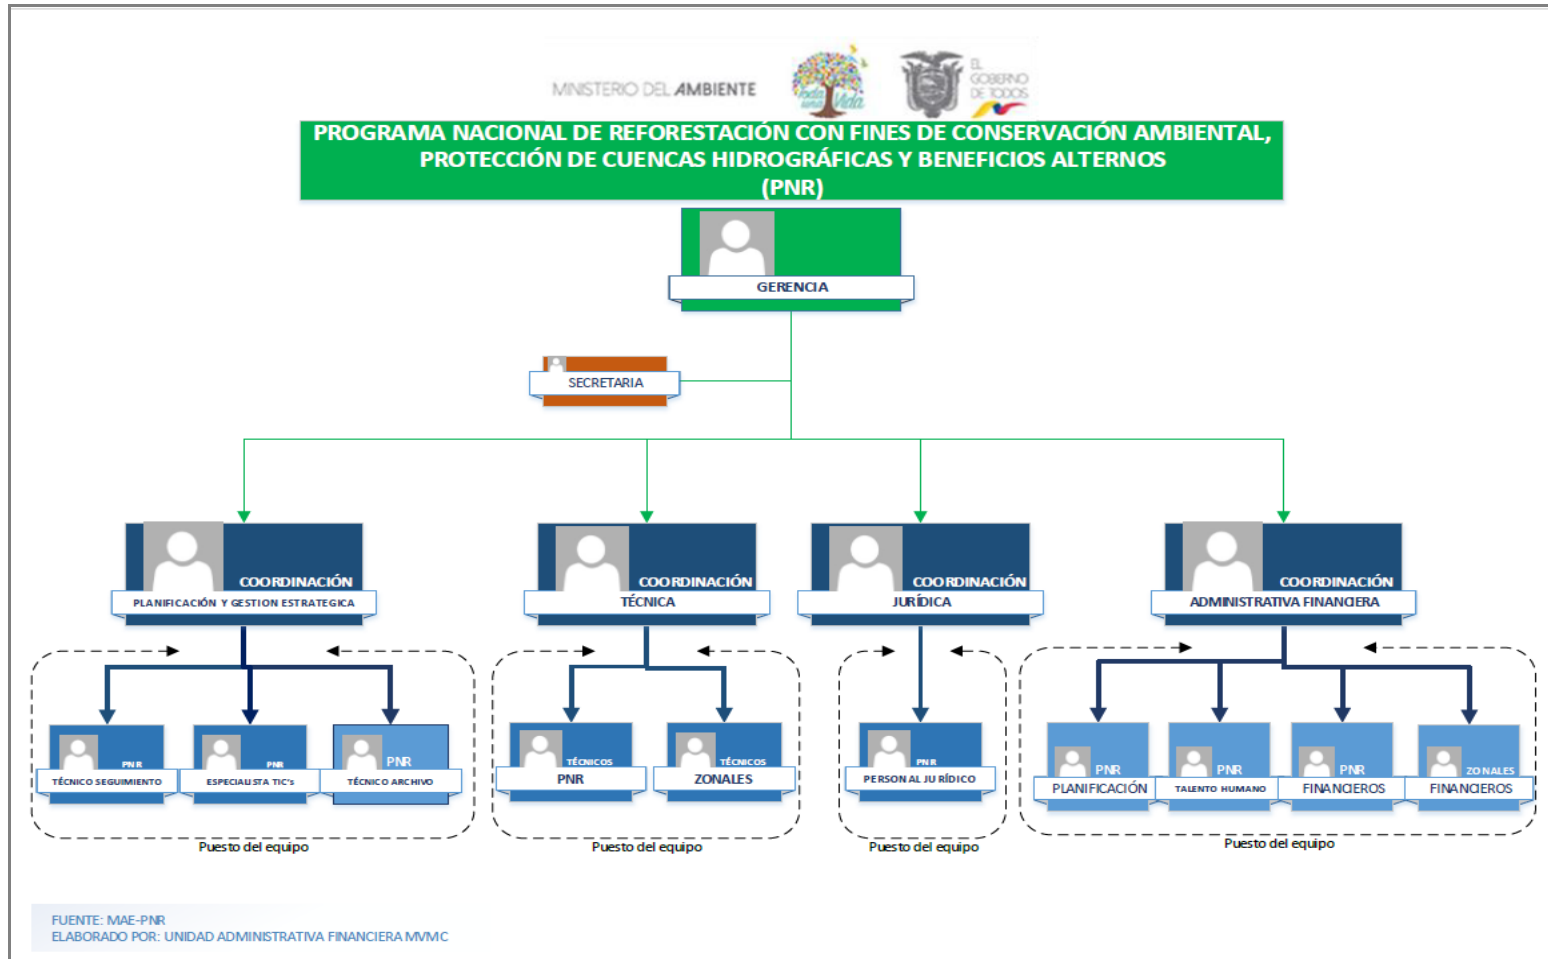 MINISTERIO DEL AMBIENTE
Toda
una Vida
EL
GOBIERNO
DE TODOS
PROGRAMA NACIONAL DE REFORESTACIÓN CON FINES DE CONSERVACIÓN AMBIENTAL,
PROTECCIÓN DE CUENCAS HIDROGRÁFICAS Y BENEFICIOS ALTERNOS
(PNR)
GERENCIA
SECRETARIA
COORDINACIÓN
PLANIFICACIÓN Y GESTION ESTRATEGICA
COORDINACIÓN
TÉCNICA
COORDINACIÓN
JURÍDICA
COORDINACIÓN
ADMINISTRATIVA FINANCIERA
PNR
TÉCNICO SEGUIMIENTO
PNR
ESPECIALISTA TIC's
PNR
TÉCNICO ARCHIVO
TÉCNICOS
PNR
TÉCNICOS
ZONALES
PNR
PERSONAL JURÍDICO
PNR
PLANIFICACIÓN
PNR
TALENTO HUMANO
PNR
FINANCIEROS
ZONALES
FINANCIEROS
Puesto del equipo
Puesto del equipo
Puesto del equipo
Puesto del equipo
FUENTE: MAE-PNR
ELABORADO POR: UNIDAD ADMINISTRATIVA FINANCIERA MVMC